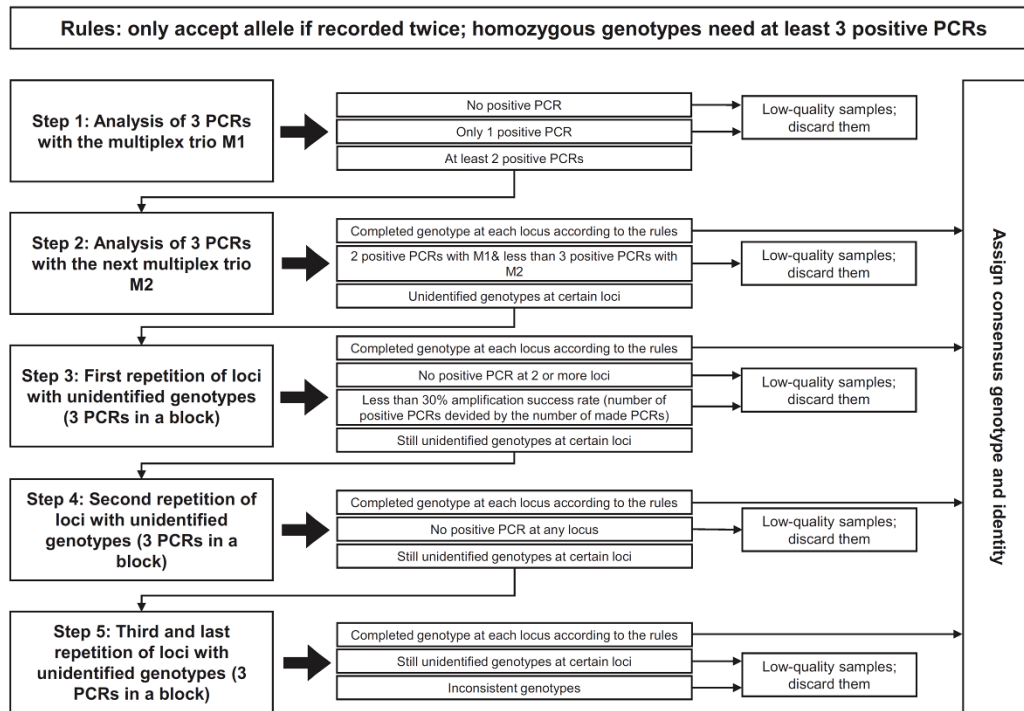 Rules: only accept allele if recorded twice; homozygous genotypes need at least 3 positive PCRs
Step 1: Analysis of 3 PCRs
with the multiplex trio M1
No positive PCR
Only 1 positive PCR
At least 2 positive PCRs
Low-quality samples;
discard them
Step 2: Analysis of 3 PCRs
with the next multiplex trio
M2
Completed genotype at each locus according to the rules
2 positive PCRs with M1& less than 3 positive PCRs with
M2
Unidentified genotypes at certain loci
Low-quality samples;
discard them
Step 3: First repetition of loci
with unidentified genotypes
(3 PCRs in a block)
Completed genotype at each locus according to the rules
No positive PCR at 2 or more loci
Less than 30% amplification success rate (number of
positive PCRs devided by the number of made PCRs)
Still unidentified genotypes at certain loci
Low-quality samples;
discard them
Step 4: Second repetition of
loci with unidentified
genotypes (3 PCRs in a
block)
Completed genotype at each locus according to the rules
No positive PCR at any locus
Still unidentified genotypes at certain loci
Low-quality samples;
discard them
Step 5: Third and last
repetition of loci with
unidentified genotypes (3
PCRs in a block)
Completed genotype at each locus according to the rules
Still unidentified genotypes at certain loci
Inconsistent genotypes
Low-quality samples;
discard them
Assign consensus genotype and identity